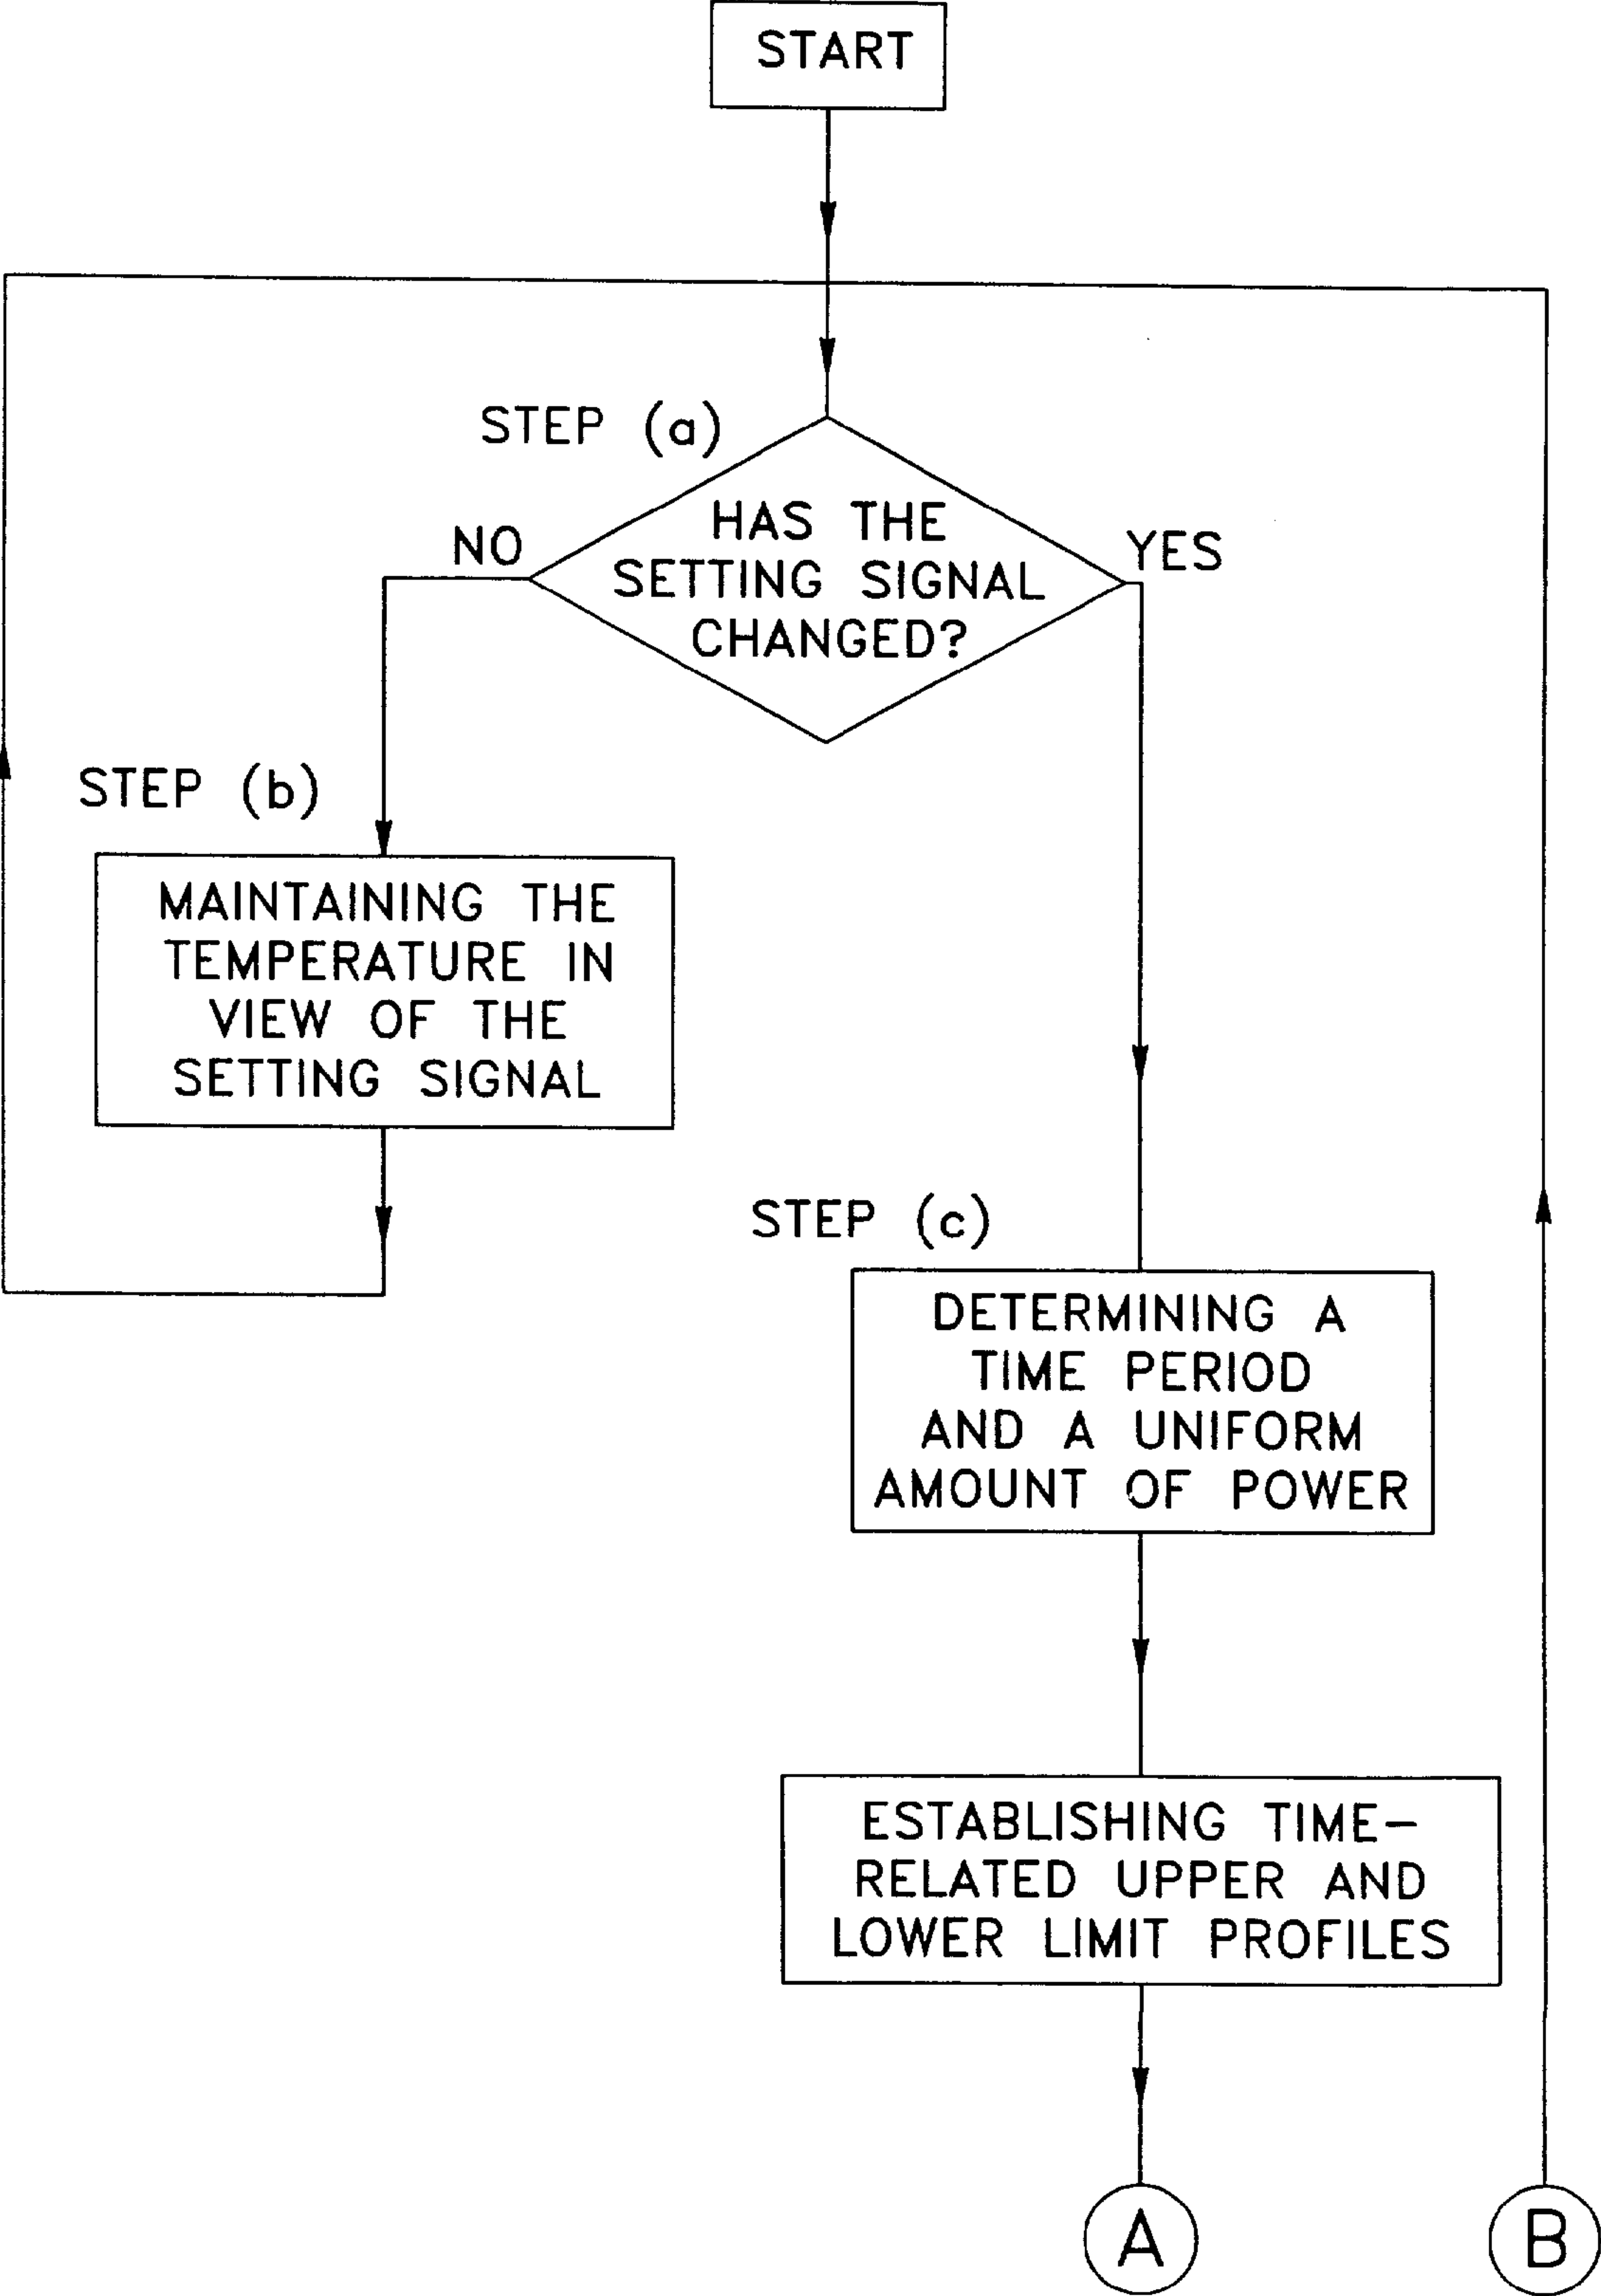 START
STEP (a)
HAS THE
SETTING SIGNAL
CHANGED?
NO
YES
STEP (b)
MAINTAINING THE
TEMPERATURE IN
VIEW OF THE
SETTING SIGNAL
STEP (c)
DETERMINING A
TIME PERIOD
AND A UNIFORM
AMOUNT OF POWER
ESTABLISHING TIME-
RELATED UPPER AND
LOWER LIMIT PROFILES
A
B